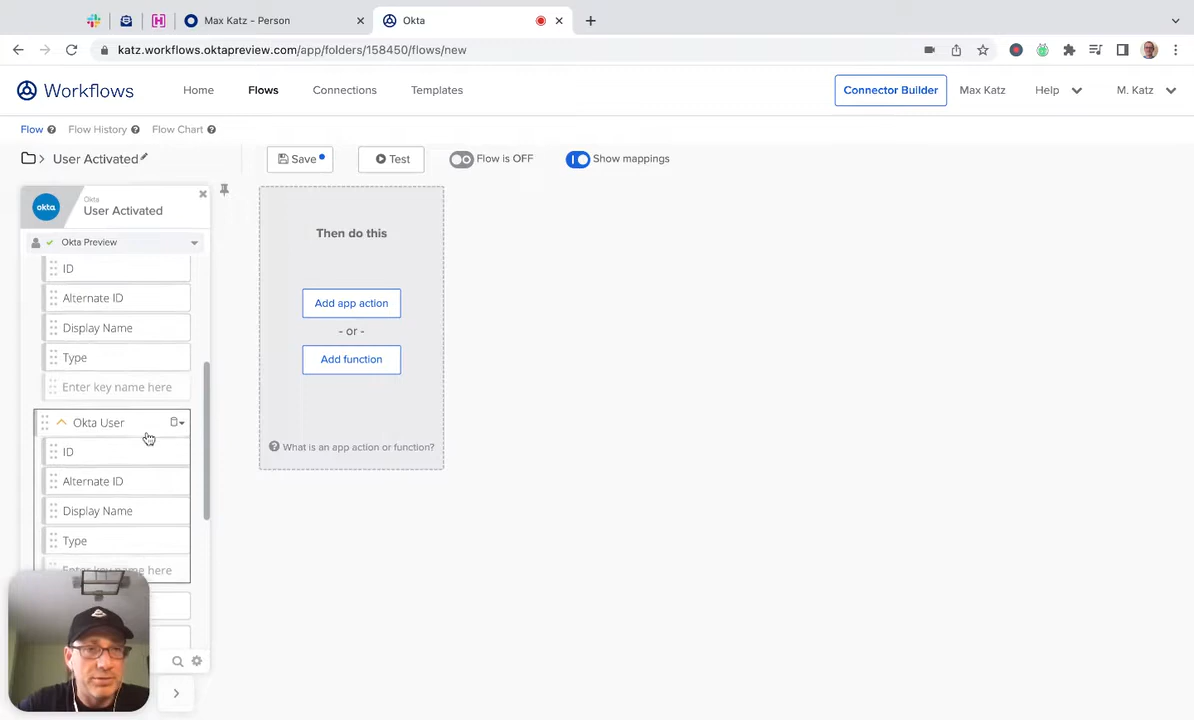 Max Katz - Person
Okta
katz.workflows.oktapreview.com/app/folders/158450/flows/new
Workflows
Home
Flows
Connections
Templates
Connector Builder
Max Katz
Help
M. Katz
Flow
Flow History
Flow Chart
User Activated
Save
Test
Flow is OFF
Show mappings
okta
Okta
User Activated
Okta Preview
ID
Alternate ID
Display Name
Type
Enter key name here
Okta User
ID
Alternate ID
Display Name
Type
Enter key name here
Then do this
Add app action
- or -
Add function
What is an app action or function?